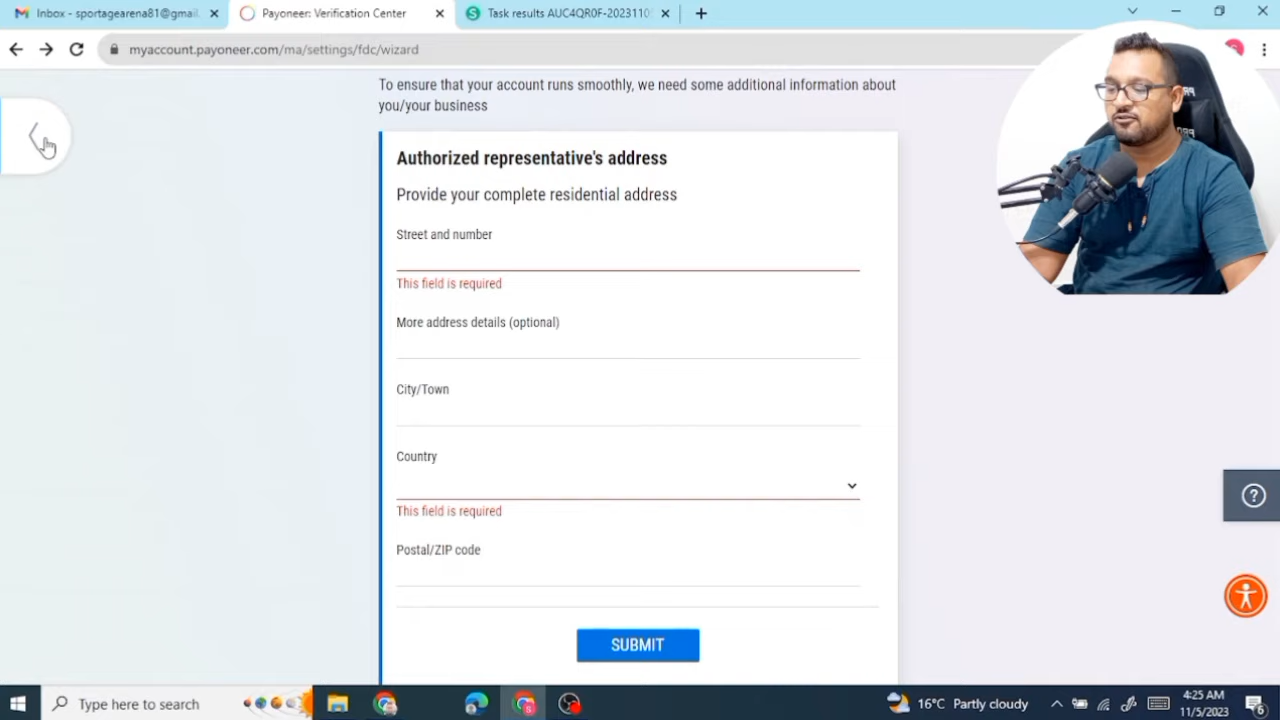 Inbox - sportagearena81@gmail.
Payoneer: Verification Center
Task results AUC4QR0F-2023110
myaccount.payoneer.com/ma/settings/fdc/wizard
To ensure that your account runs smoothly, we need some additional information about
you/your business
Authorized representative's address
Provide your complete residential address
Street and number
This field is required
More address details (optional)
City/Town
Country
This field is required
Postal/ZIP code
SUBMIT
Type here to search
16°C Partly cloudy
4:25 AM
11/5/2023
6